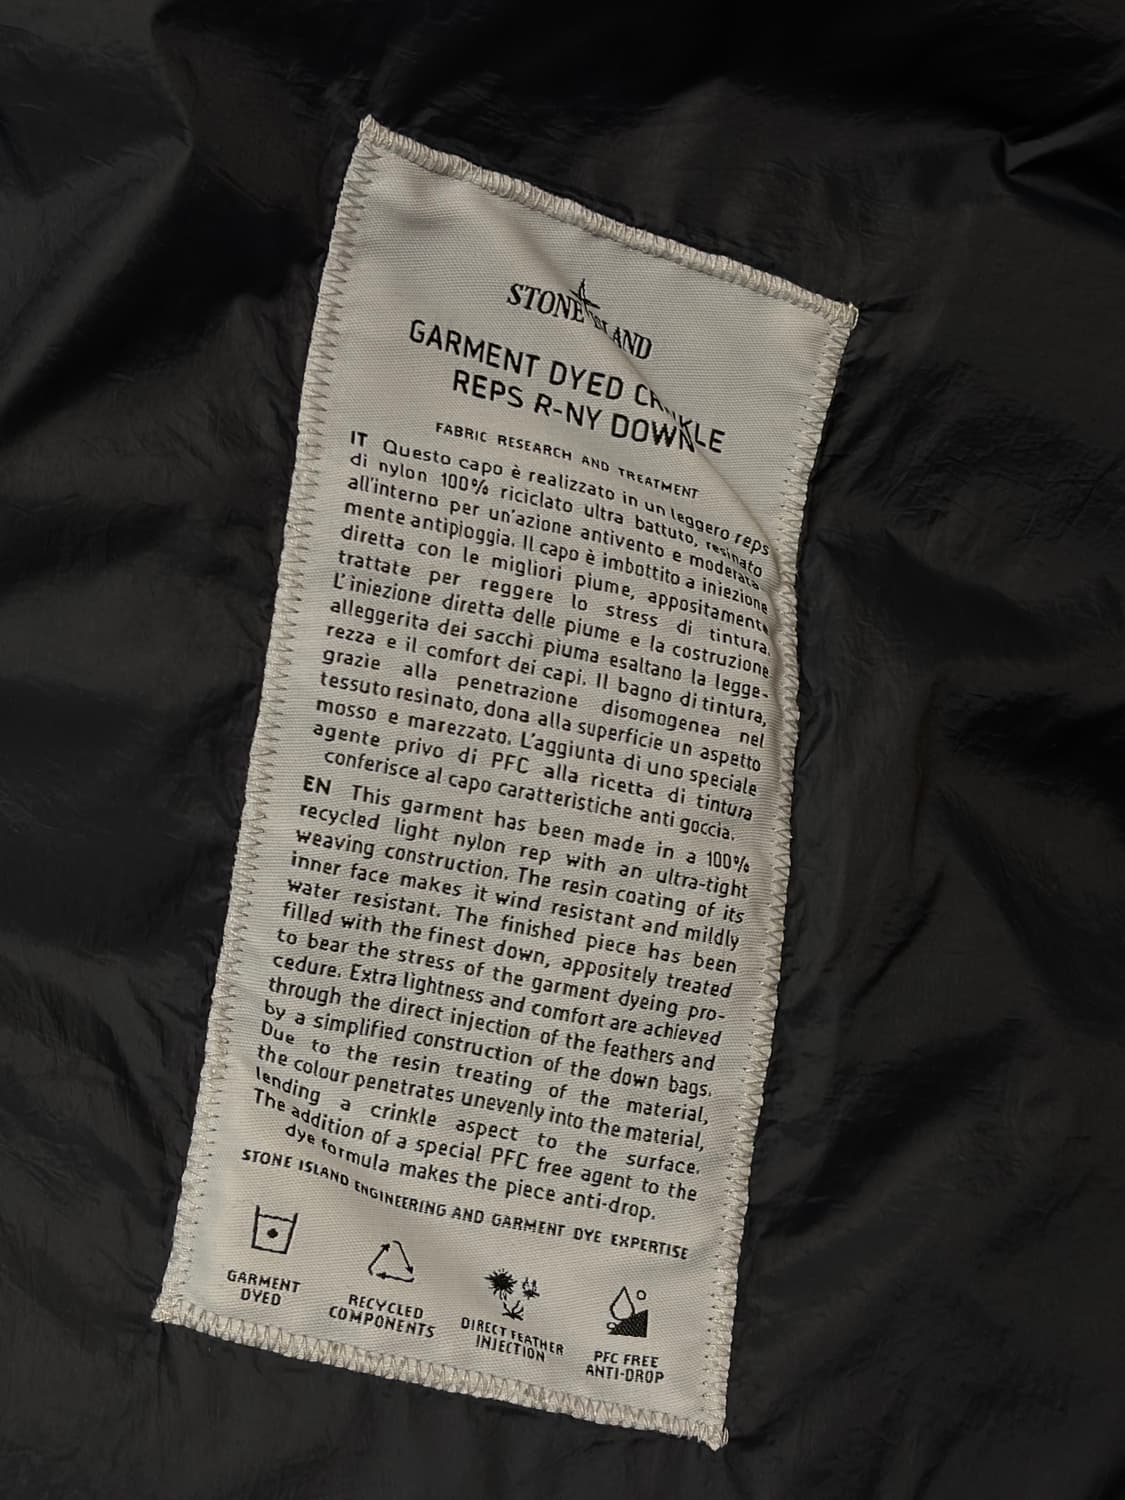 STONE ISLAND
GARMENT DYED CRINKLE
REPS R-NY DOWN
FABRIC RESEARCH AND TREATMENT
IT Questo capo è realizzato in un leggero reps
di nylon 100% riciclato ultra battuto, resinato
all'interno per un'azione antivento e moderata-
mente antipioggia. Il capo è imbottito a iniezione
diretta con le migliori piume, appositamente
trattate per reggere lo stress di tintura.
L'iniezione diretta delle piume e la costruzione
alleggerita dei sacchi piuma esaltano la legge-
rezza e il comfort dei capi. Il bagno di tintura,
grazie alla penetrazione disomogenea nel
tessuto resinato, dona alla superficie un aspetto
mosso e marezzato. L'aggiunta di uno speciale
agente privo di PFC alla ricetta di tintura
conferisce al capo caratteristiche anti goccia.
EN This garment has been made in a 100%
recycled light nylon rep with an ultra-tight
weaving construction. The resin coating of its
inner face makes it wind resistant and mildly
water resistant. The finished piece has been
filled with the finest down, appositely treated
to bear the stress of the garment dyeing pro-
cedure. Extra lightness and comfort are achieved
through the direct injection of the feathers and
by a simplified construction of the down bags.
Due to the resin treating of the material,
the colour penetrates unevenly into the material,
lending a crinkle aspect to the surface.
The addition of a special PFC free agent to the
dye formula makes the piece anti-drop.
STONE ISLAND ENGINEERING AND GARMENT DYE EXPERTISE
GARMENT
DYED
RECYCLED
COMPONENTS
DIRECT FEATHER
INJECTION
PFC FREE
ANTI-DROP